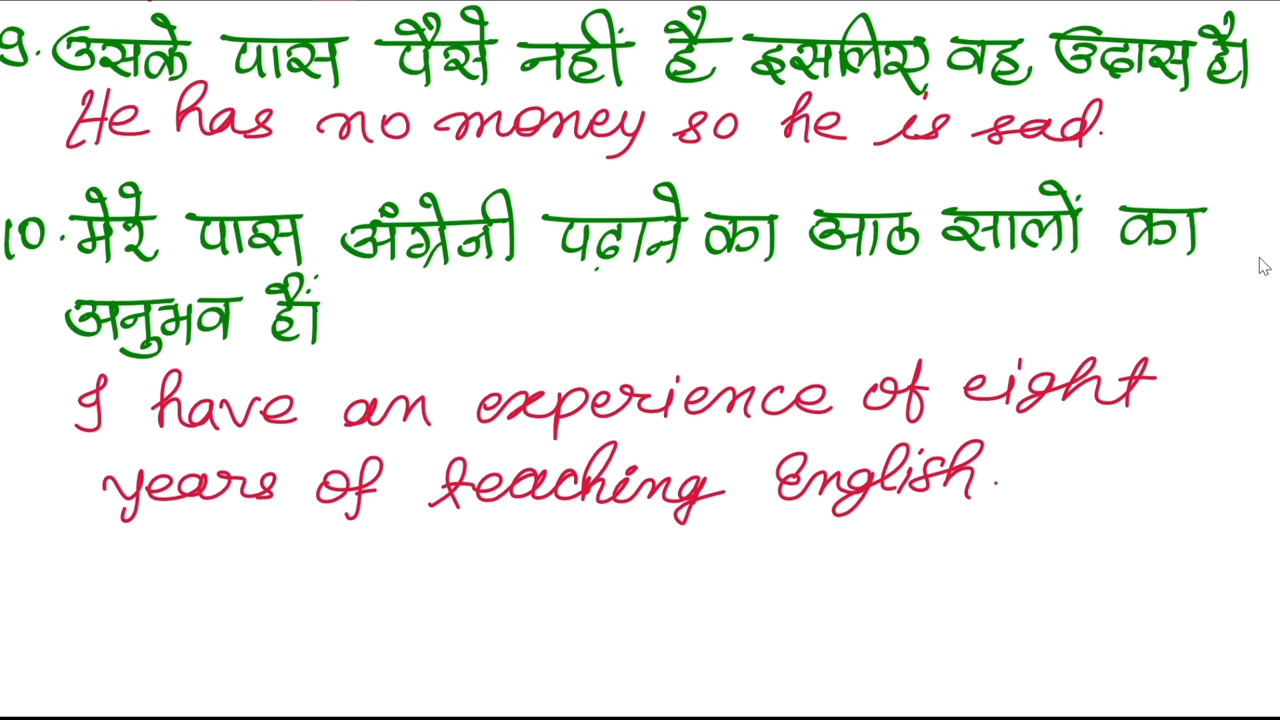 9. उसके पास पैसे नहीं है इसलिए वह उदास है।
He has no money so he is sad.
10. मेरे पास अंग्रेजी पढ़ाने का आठ सालों का
अनुभव हैं।
I have an experience of eight
years of teaching English.